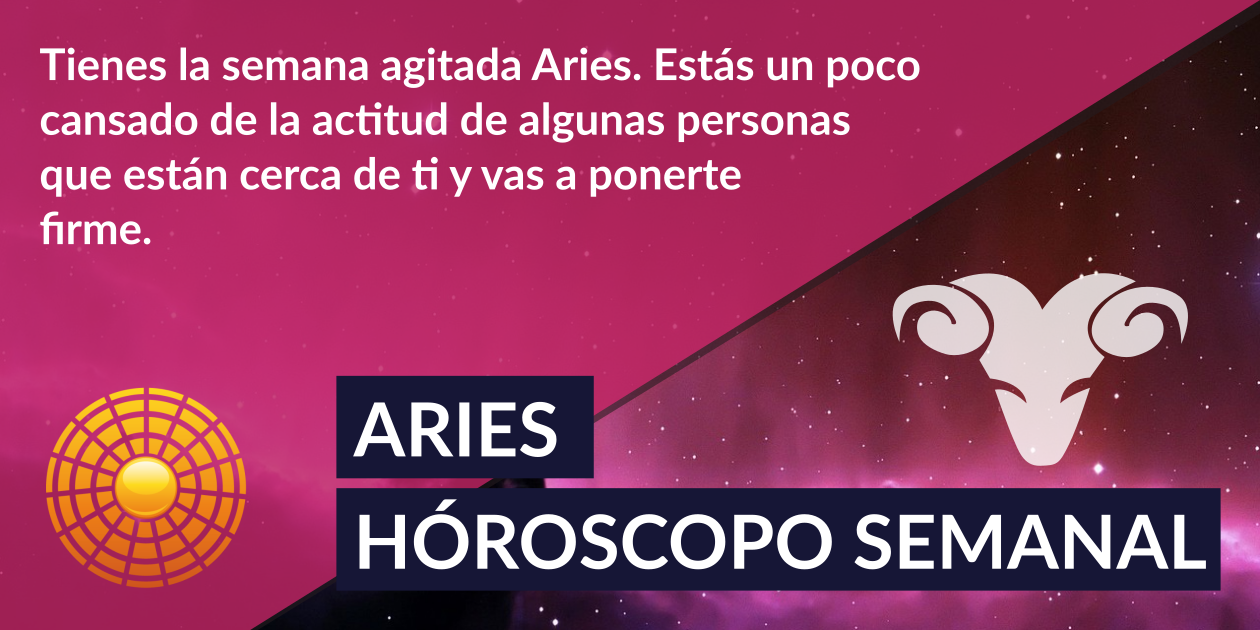 Tienes la semana agitada Aries. Estás un poco
cansado de la actitud de algunas personas
que están cerca de ti y vas a ponerte
firme.
ARIES
HÓROSCOPO SEMANAL